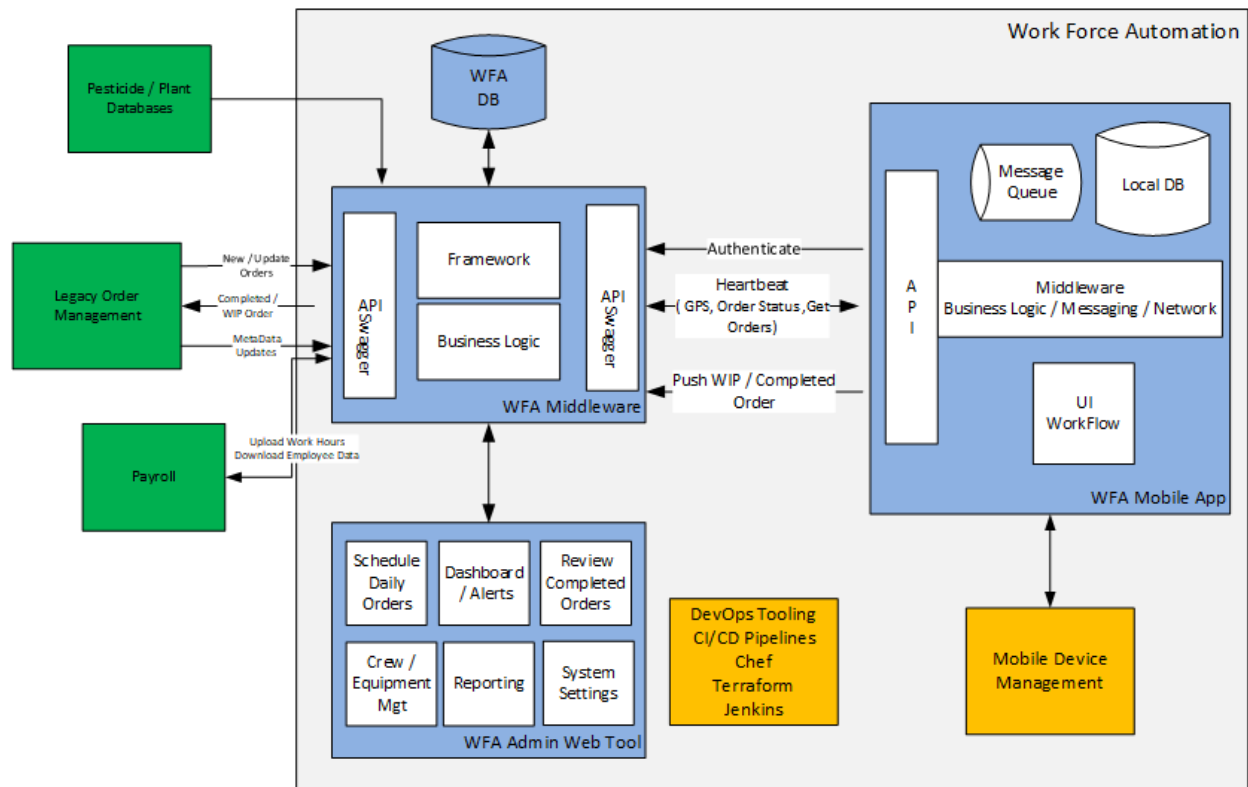 Work Force Automation
Pesticide / Plant
Databases
WFA
DB
Legacy Order
Management
New / Update
Orders
Completed /
WIP Order
MetaData
Updates
Payroll
Upload Work Hours
Download Employee Data
API
Swagger
Framework
Business Logic
API
Swagger
WFA Middleware
Authenticate
Heartbeat
( GPS, Order Status ,Get
Orders)
Push WIP / Completed
Order
A
P
I
Message
Queue
Local DB
Middleware
Business Logic / Messaging / Network
UI
WorkFlow
WFA Mobile App
Schedule
Daily
Orders
Dashboard
/ Alerts
Review
Completed
Orders
Crew /
Equipment
Mgt
Reporting
System
Settings
WFA Admin Web Tool
DevOps Tooling
CI/CD Pipelines
Chef
Terraform
Jenkins
Mobile Device
Management